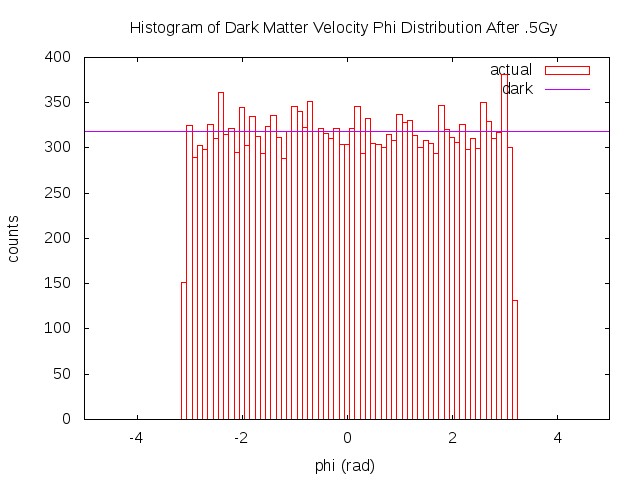 Histogram of Dark Matter Velocity Phi Distribution After .5Gy
400
350
300
250
200
150
100
50
0
counts
actual
dark
-4 -2 0 2 4
phi (rad)